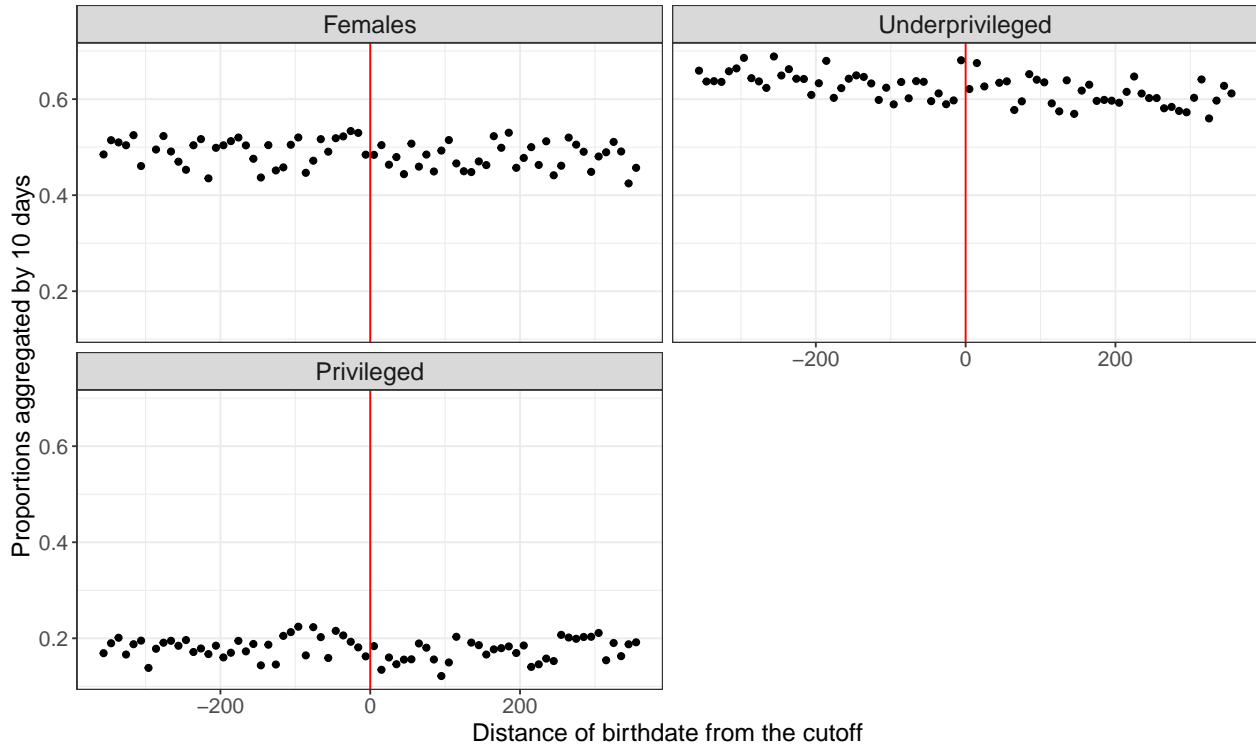 Females
Underprivileged
0.6
0.4
0.2
−200
0
200
Privileged
0.6
0.4
0.2
−200
0
200
Proportions aggregated by 10 days
Distance of birthdate from the cutoff